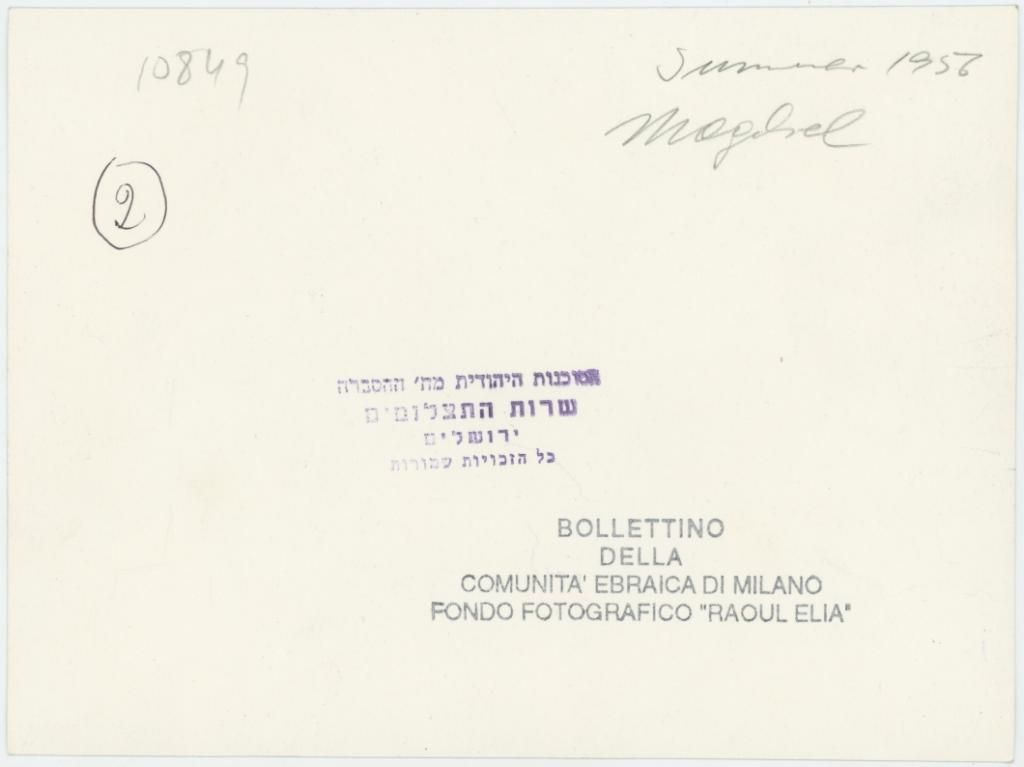 10849
Summer 1956
2
הסוכנות היהודית מח' ההסברה
שרות התצלומים
ירושלים
כל הזכויות שמורות
BOLLETTINO
DELLA
COMUNITA' EBRAICA DI MILANO
FONDO FOTOGRAFICO "RAOUL ELIA"